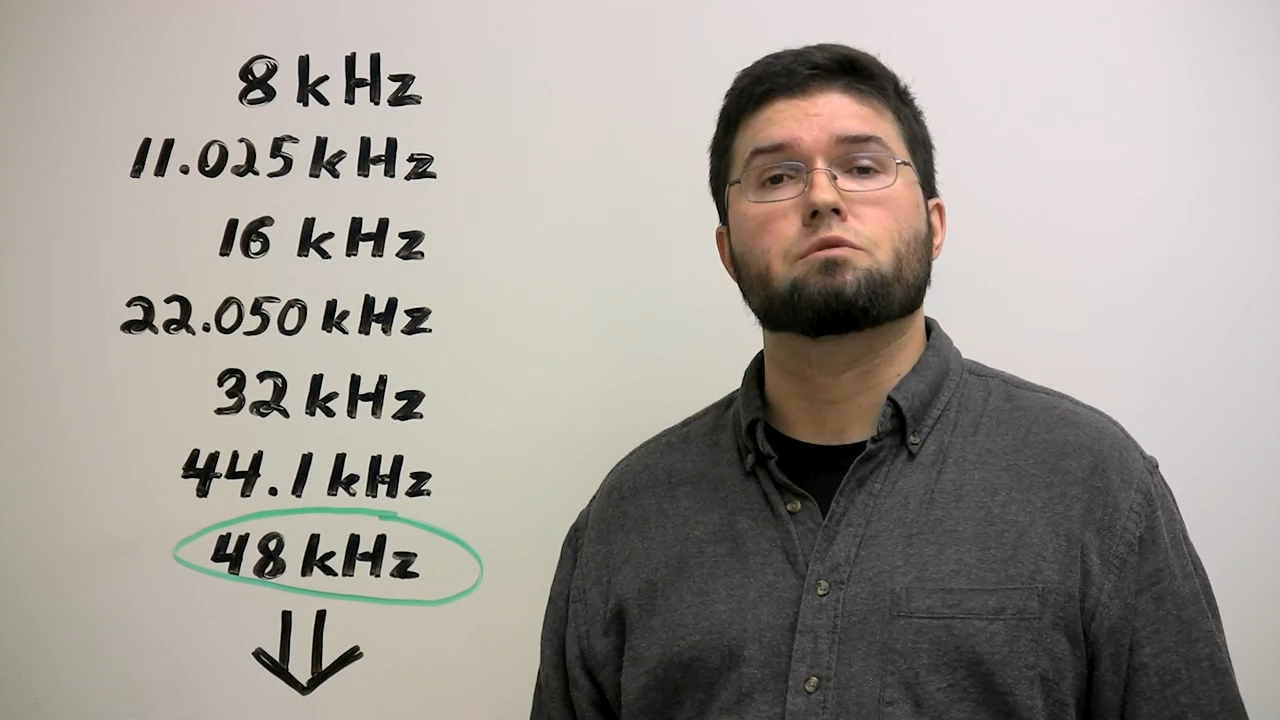 8 kHz
11.025 kHz
16 kHz
22.050 kHz
32 kHz
44.1 kHz
48 kHz